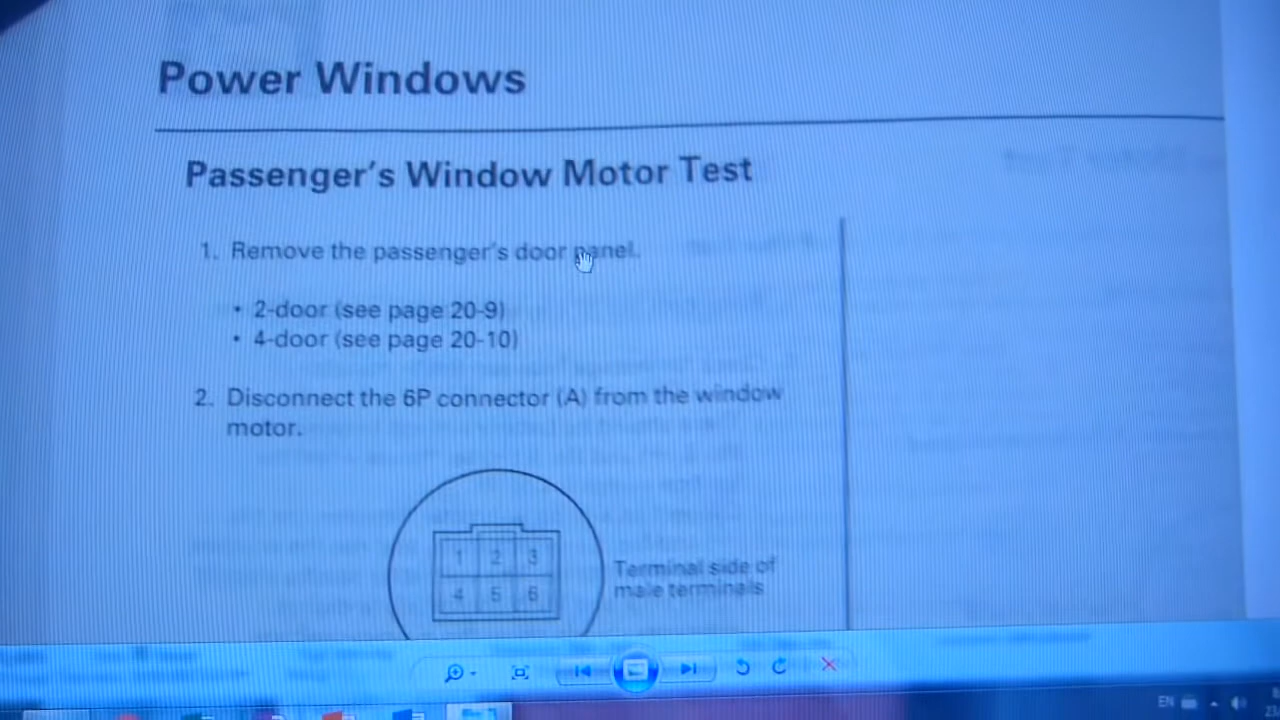 Power Windows
Passenger's Window Motor Test
1. Remove the passenger's door panel.
• 2-door (see page 20-9)
• 4-door (see page 20-10)
2. Disconnect the 6P connector (A) from the window
motor.
1 2 3
4 5 6
Terminal side of
male terminals
EN